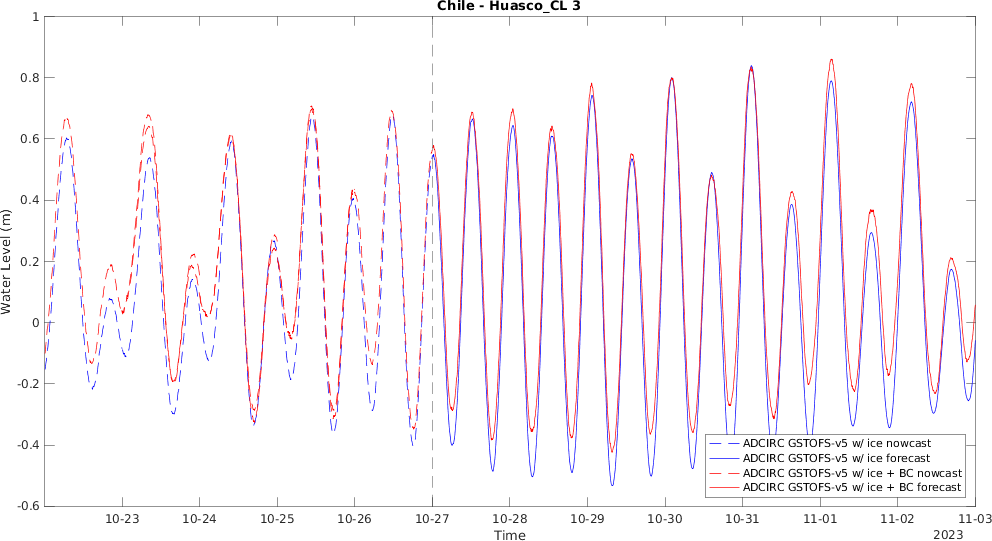 Chile - Huasco_CL 3
Water Level (m)
1
0.8
0.6
0.4
0.2
0
-0.2
-0.4
-0.6
ADCIRC GSTOFS-v5 w/ ice nowcast
ADCIRC GSTOFS-v5 w/ ice forecast
ADCIRC GSTOFS-v5 w/ ice + BC nowcast
ADCIRC GSTOFS-v5 w/ ice + BC forecast
10-23 10-24 10-25 10-26 10-27 10-28 10-29 10-30 10-31 11-01 11-02 11-03
Time
2023